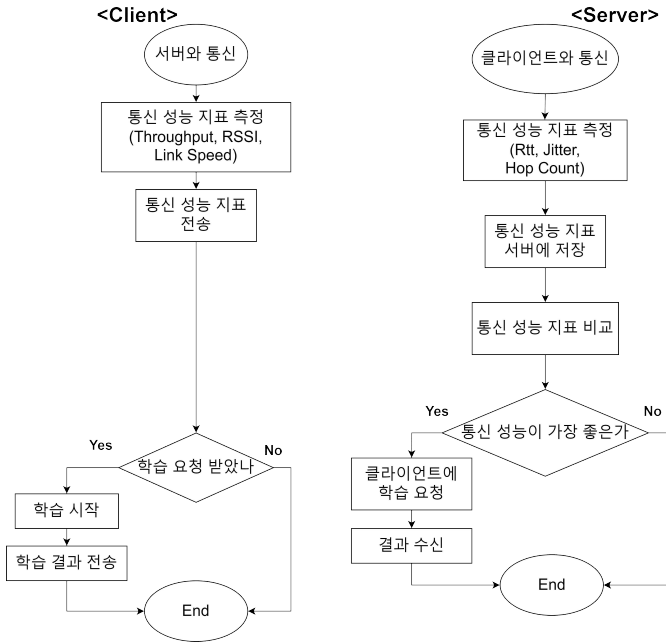 <Client>
서버와 통신
통신 성능 지표 측정
(Throughput, RSSI,
Link Speed)
통신 성능 지표
전송
학습 요청 받았나
Yes
No
학습 시작
학습 결과 전송
End
<Server>
클라이언트와 통신
통신 성능 지표 측정
(Rtt, Jitter,
Hop Count)
통신 성능 지표
서버에 저장
통신 성능 지표 비교
통신 성능이 가장 좋은가
Yes
No
클라이언트에
학습 요청
결과 수신
End